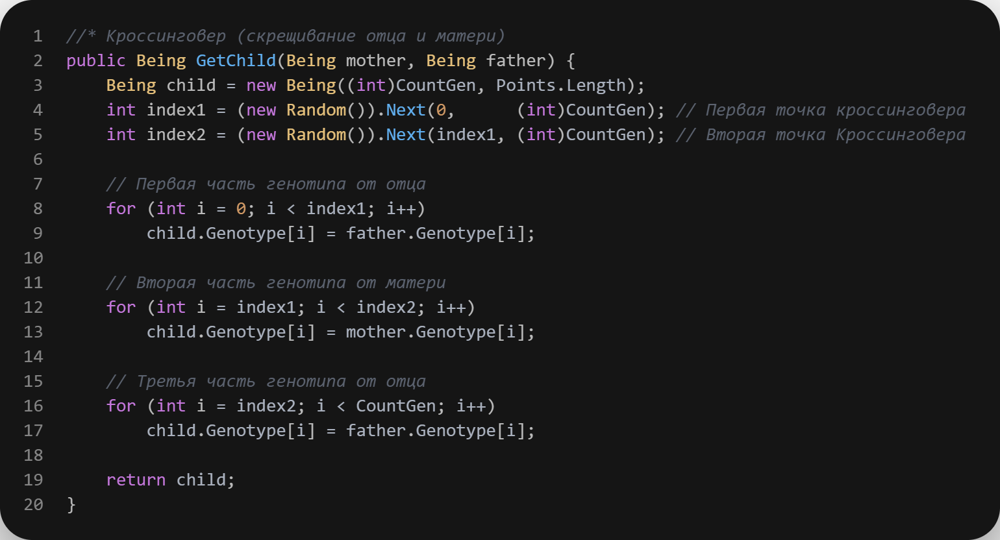 1 //* Кроссинговер (скрещивание отца и матери)
2 public Being GetChild(Being mother, Being father) {
3     Being child = new Being((int)CountGen, Points.Length);
4     int index1 = (new Random()).Next(0,      (int)CountGen); // Первая точка кроссинговера
5     int index2 = (new Random()).Next(index1, (int)CountGen); // Вторая точка Кроссинговера
6
7     // Первая часть генотипа от отца
8     for (int i = 0; i < index1; i++)
9         child.Genotype[i] = father.Genotype[i];
10
11     // Вторая часть генотипа от матери
12     for (int i = index1; i < index2; i++)
13         child.Genotype[i] = mother.Genotype[i];
14
15     // Третья часть генотипа от отца
16     for (int i = index2; i < CountGen; i++)
17         child.Genotype[i] = father.Genotype[i];
18
19     return child;
20 }